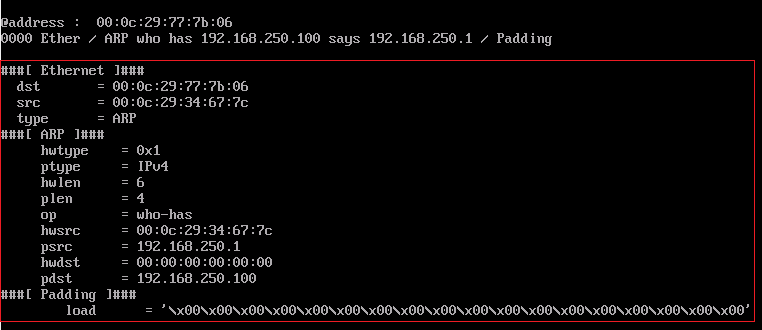 @address :  00:0c:29:77:7b:06
0000 Ether / ARP who has 192.168.250.100 says 192.168.250.1 / Padding
###[ Ethernet ]###
  dst       = 00:0c:29:77:7b:06
  src       = 00:0c:29:34:67:7c
  type      = ARP
###[ ARP ]###
     hwtype    = 0x1
     ptype     = IPv4
     hwlen     = 6
     plen      = 4
     op        = who-has
     hwsrc     = 00:0c:29:34:67:7c
     psrc      = 192.168.250.1
     hwdst     = 00:00:00:00:00:00
     pdst      = 192.168.250.100
###[ Padding ]###
        load      = '\x00\x00\x00\x00\x00\x00\x00\x00\x00\x00\x00\x00\x00\x00\x00\x00\x00\x00'